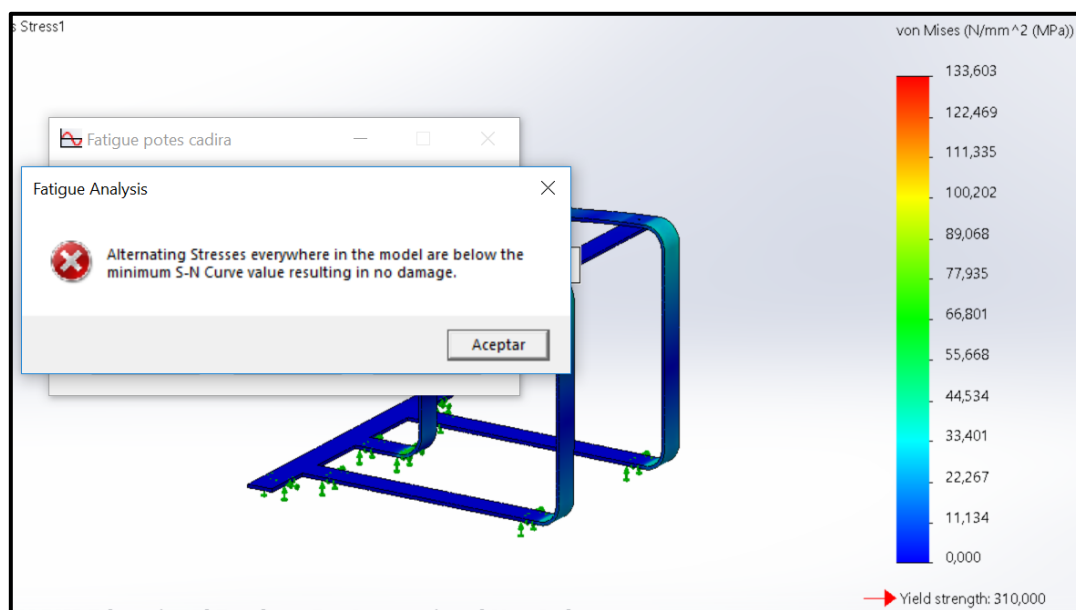 s Stress1
von Mises (N/mm^2 (MPa))
Fatigue potes cadira
Fatigue Analysis
Alternating Stresses everywhere in the model are below the
minimum S-N Curve value resulting in no damage.
Aceptar
133,603
122,469
111,335
100,202
89,068
77,935
66,801
55,668
44,534
33,401
22,267
11,134
0,000
Yield strength: 310,000